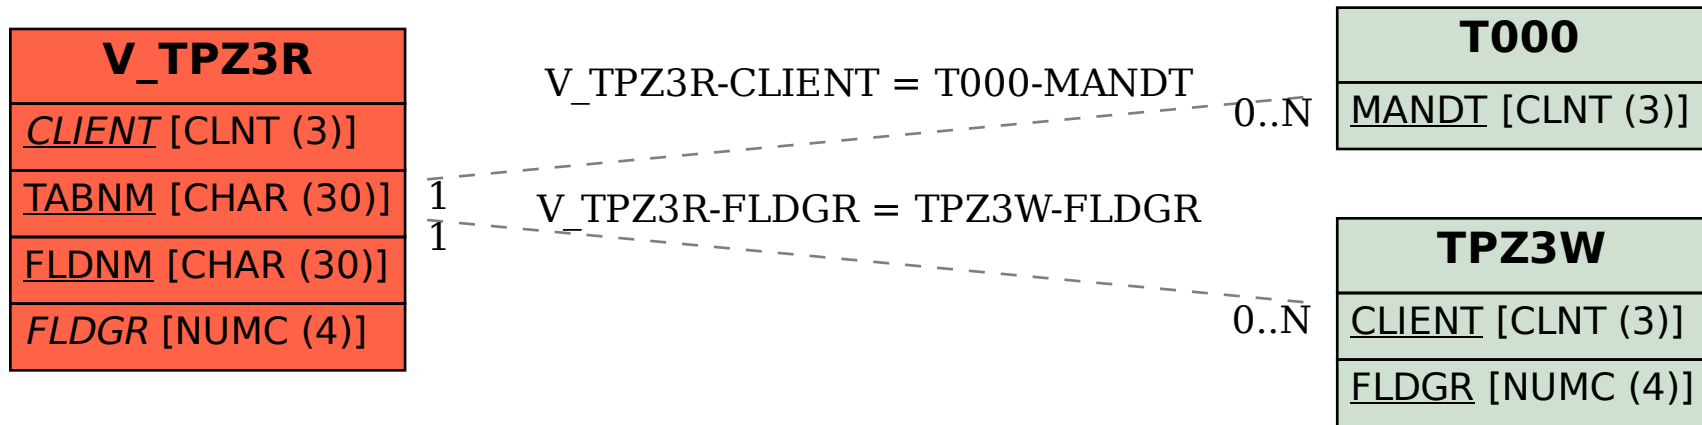 V_TPZ3R
CLIENT [CLNT (3)]
TABNM [CHAR (30)]
FLDNM [CHAR (30)]
FLDGR [NUMC (4)]
V_TPZ3R-CLIENT = T000-MANDT
0..N
1
V_TPZ3R-FLDGR = TPZ3W-FLDGR
1
0..N
T000
MANDT [CLNT (3)]
TPZ3W
CLIENT [CLNT (3)]
FLDGR [NUMC (4)]